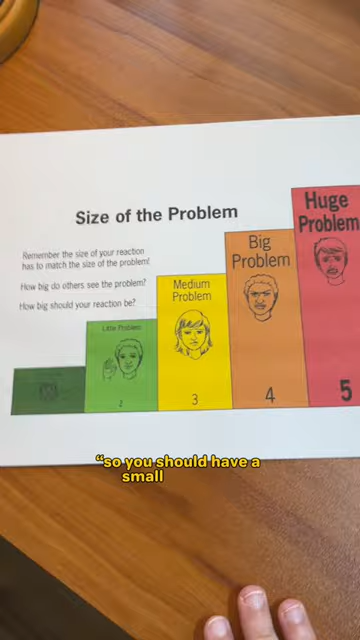 Size of the Problem
Remember the size of your reaction
has to match the size of the problem!
How big do others see the problem?
How big should your reaction be?
Huge
Problem
Big
Problem
Medium
Problem
Little Problem
2
3
4
5
“so you should have a
small